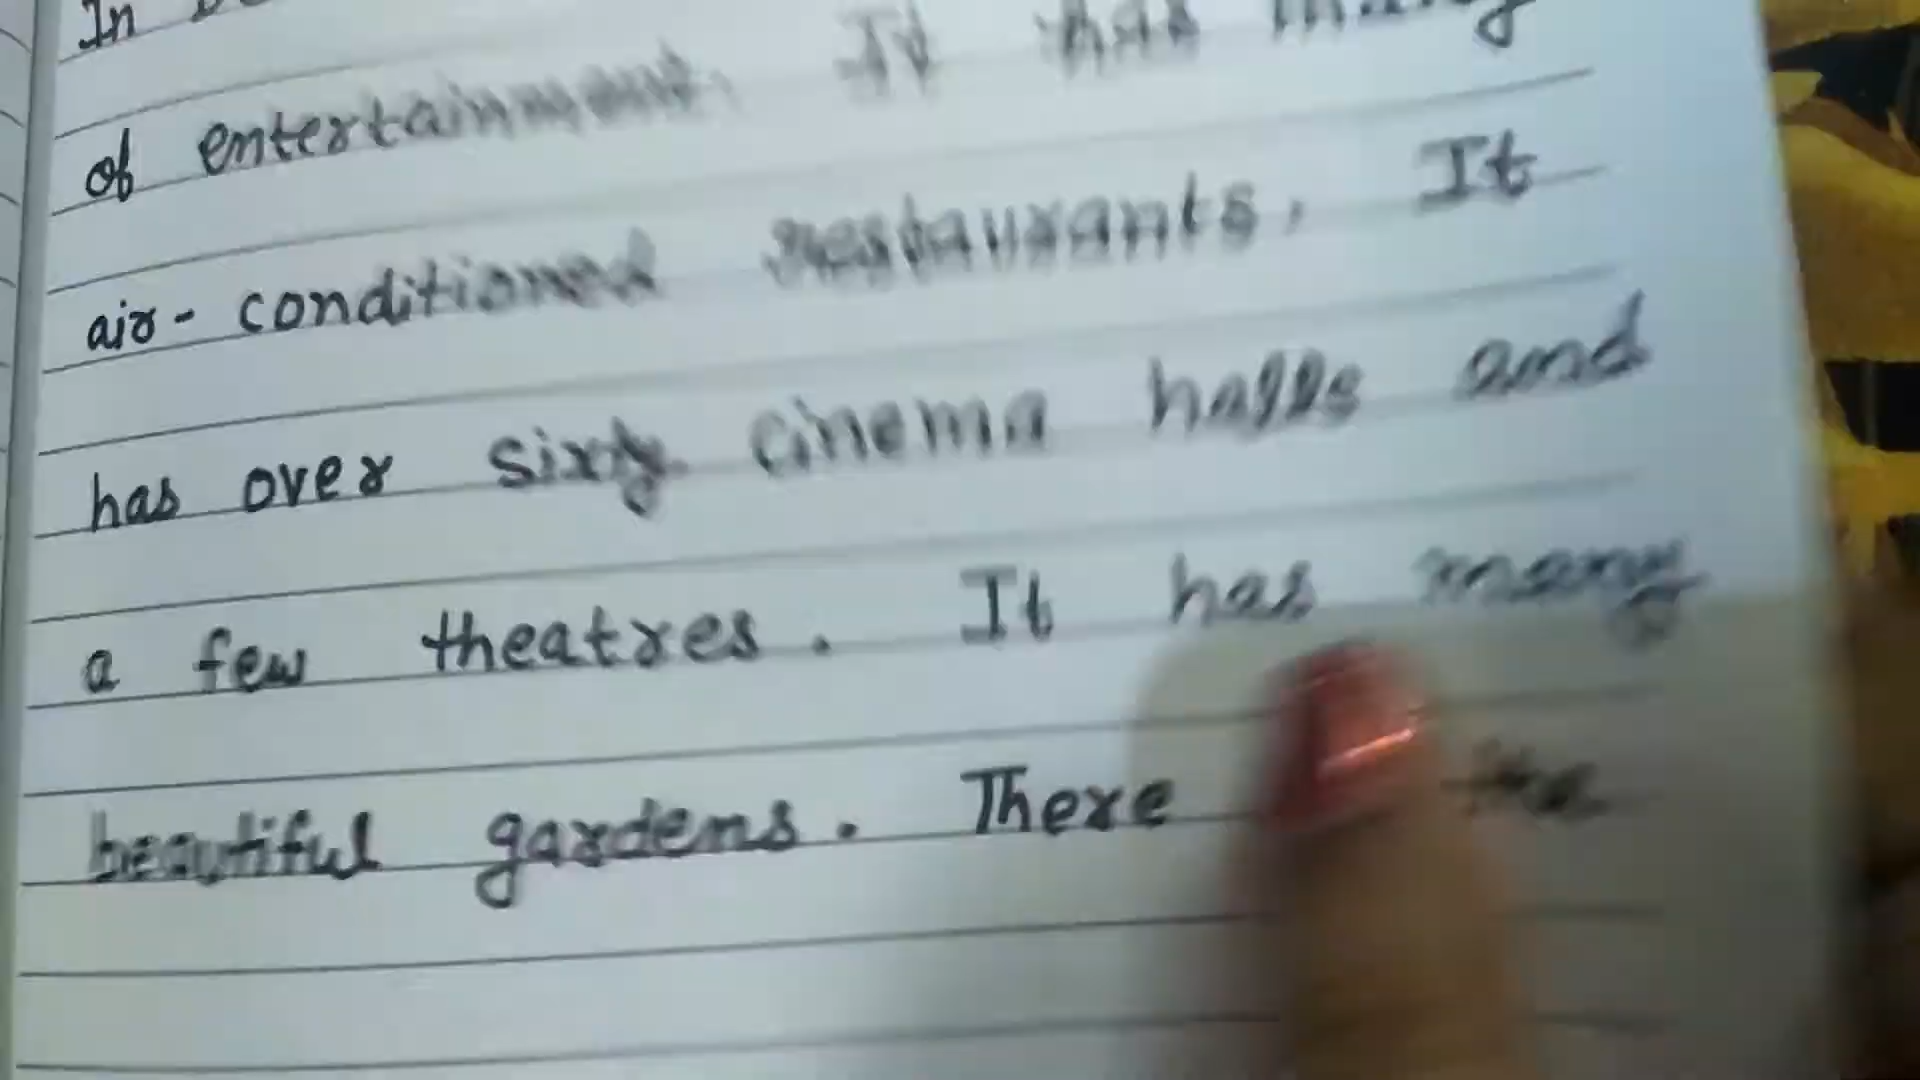 In
of entertainment. It has many
air-conditioned restaurants. It
has over sixty cinema halls and
a few theatres. It has many
beautiful gardens. There the